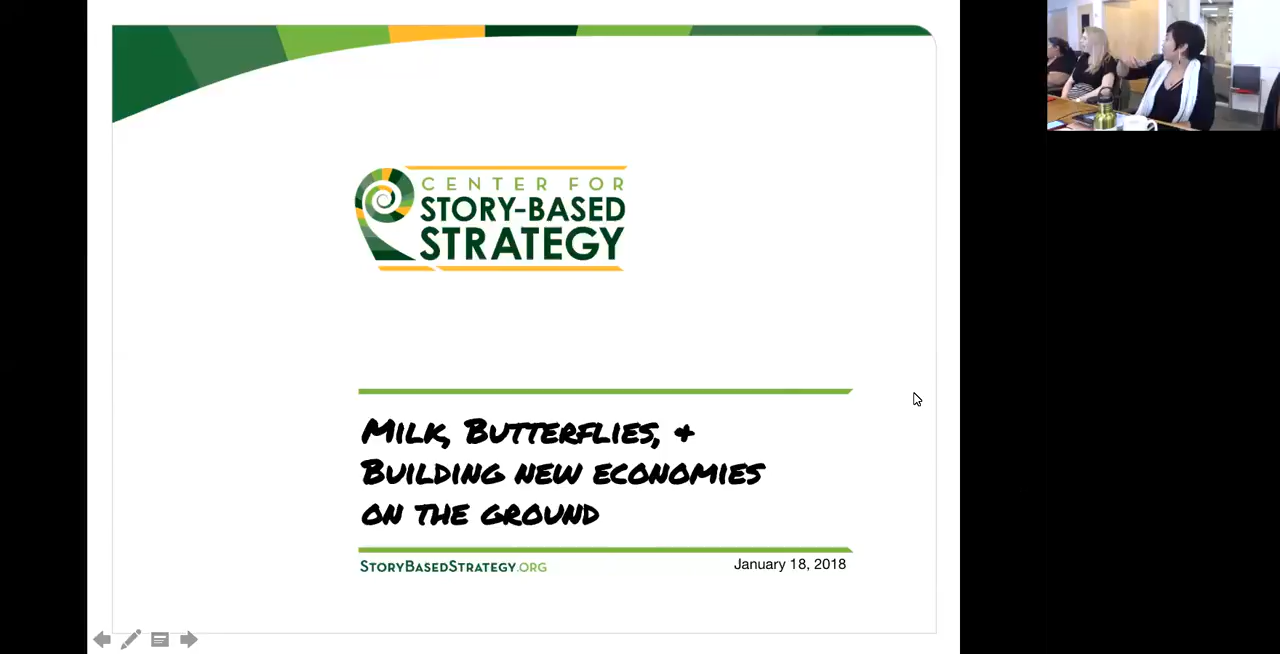 CENTER FOR
STORY-BASED
STRATEGY
Milk, Butterflies, +
Building new economies
on the ground
STORYBASEDSTRATEGY.ORG
January 18, 2018